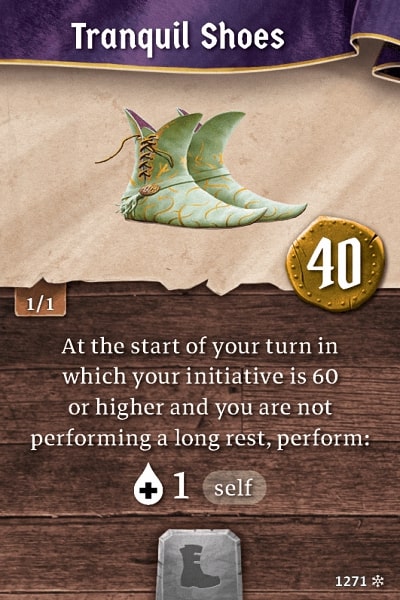 Tranquil Shoes
40
1/1
At the start of your turn in
which your initiative is 60
or higher and you are not
performing a long rest, perform:
1 self
1271